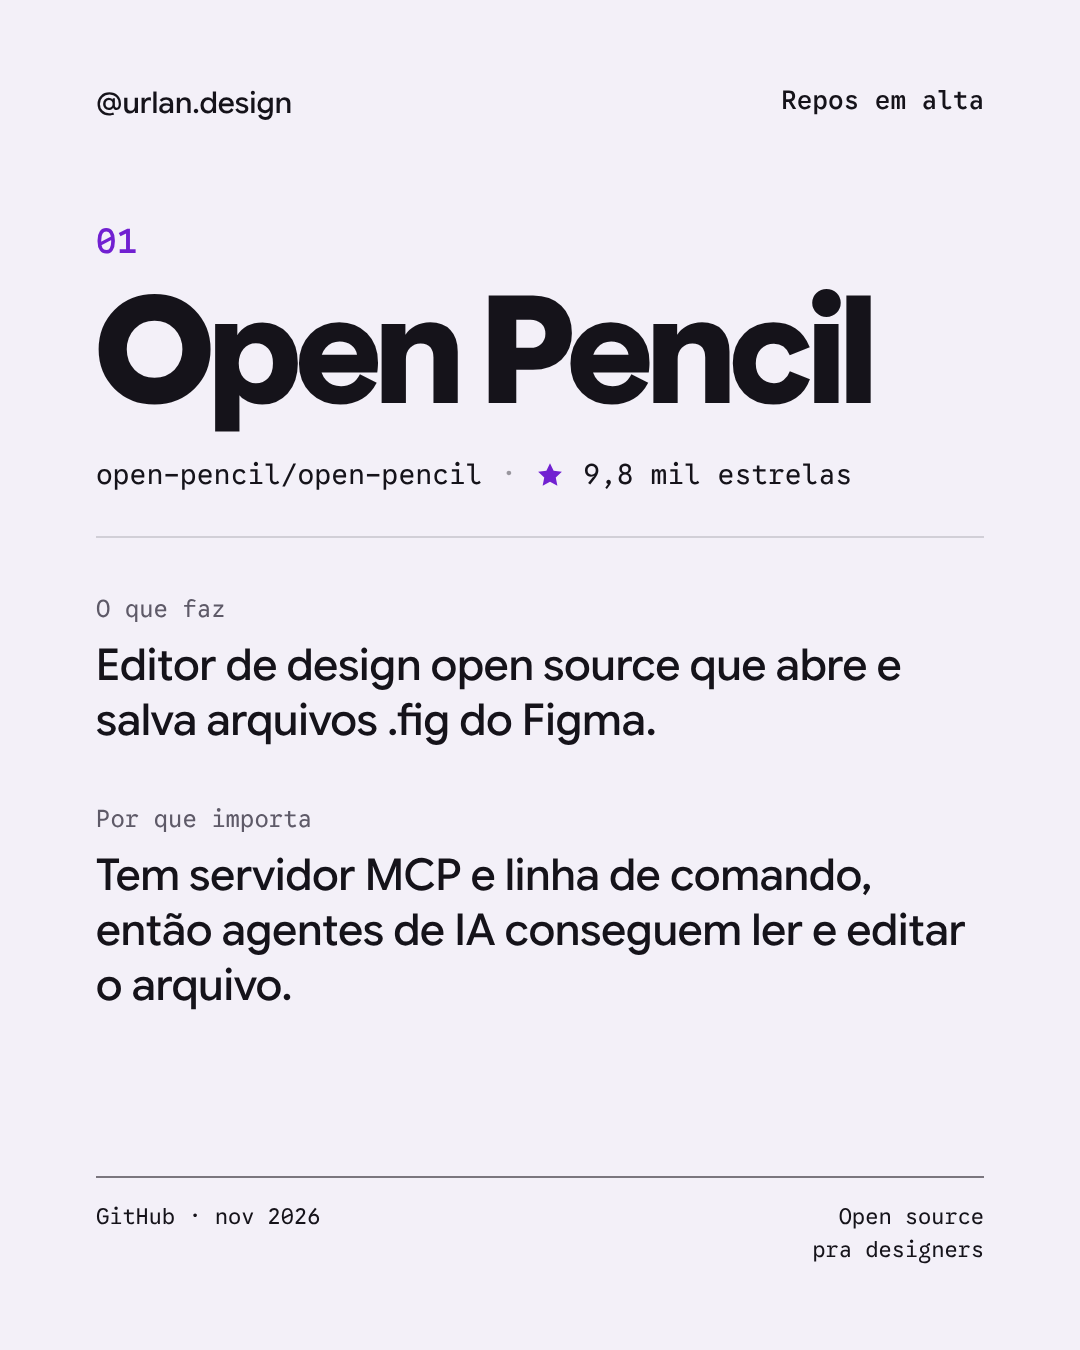 @urlan.design
Repos em alta
01
Open Pencil
open-pencil/open-pencil · ★ 9,8 mil estrelas
O que faz
Editor de design open source que abre e
salva arquivos .fig do Figma.
Por que importa
Tem servidor MCP e linha de comando,
então agentes de IA conseguem ler e editar
o arquivo.
GitHub · nov 2026
Open source
pra designers